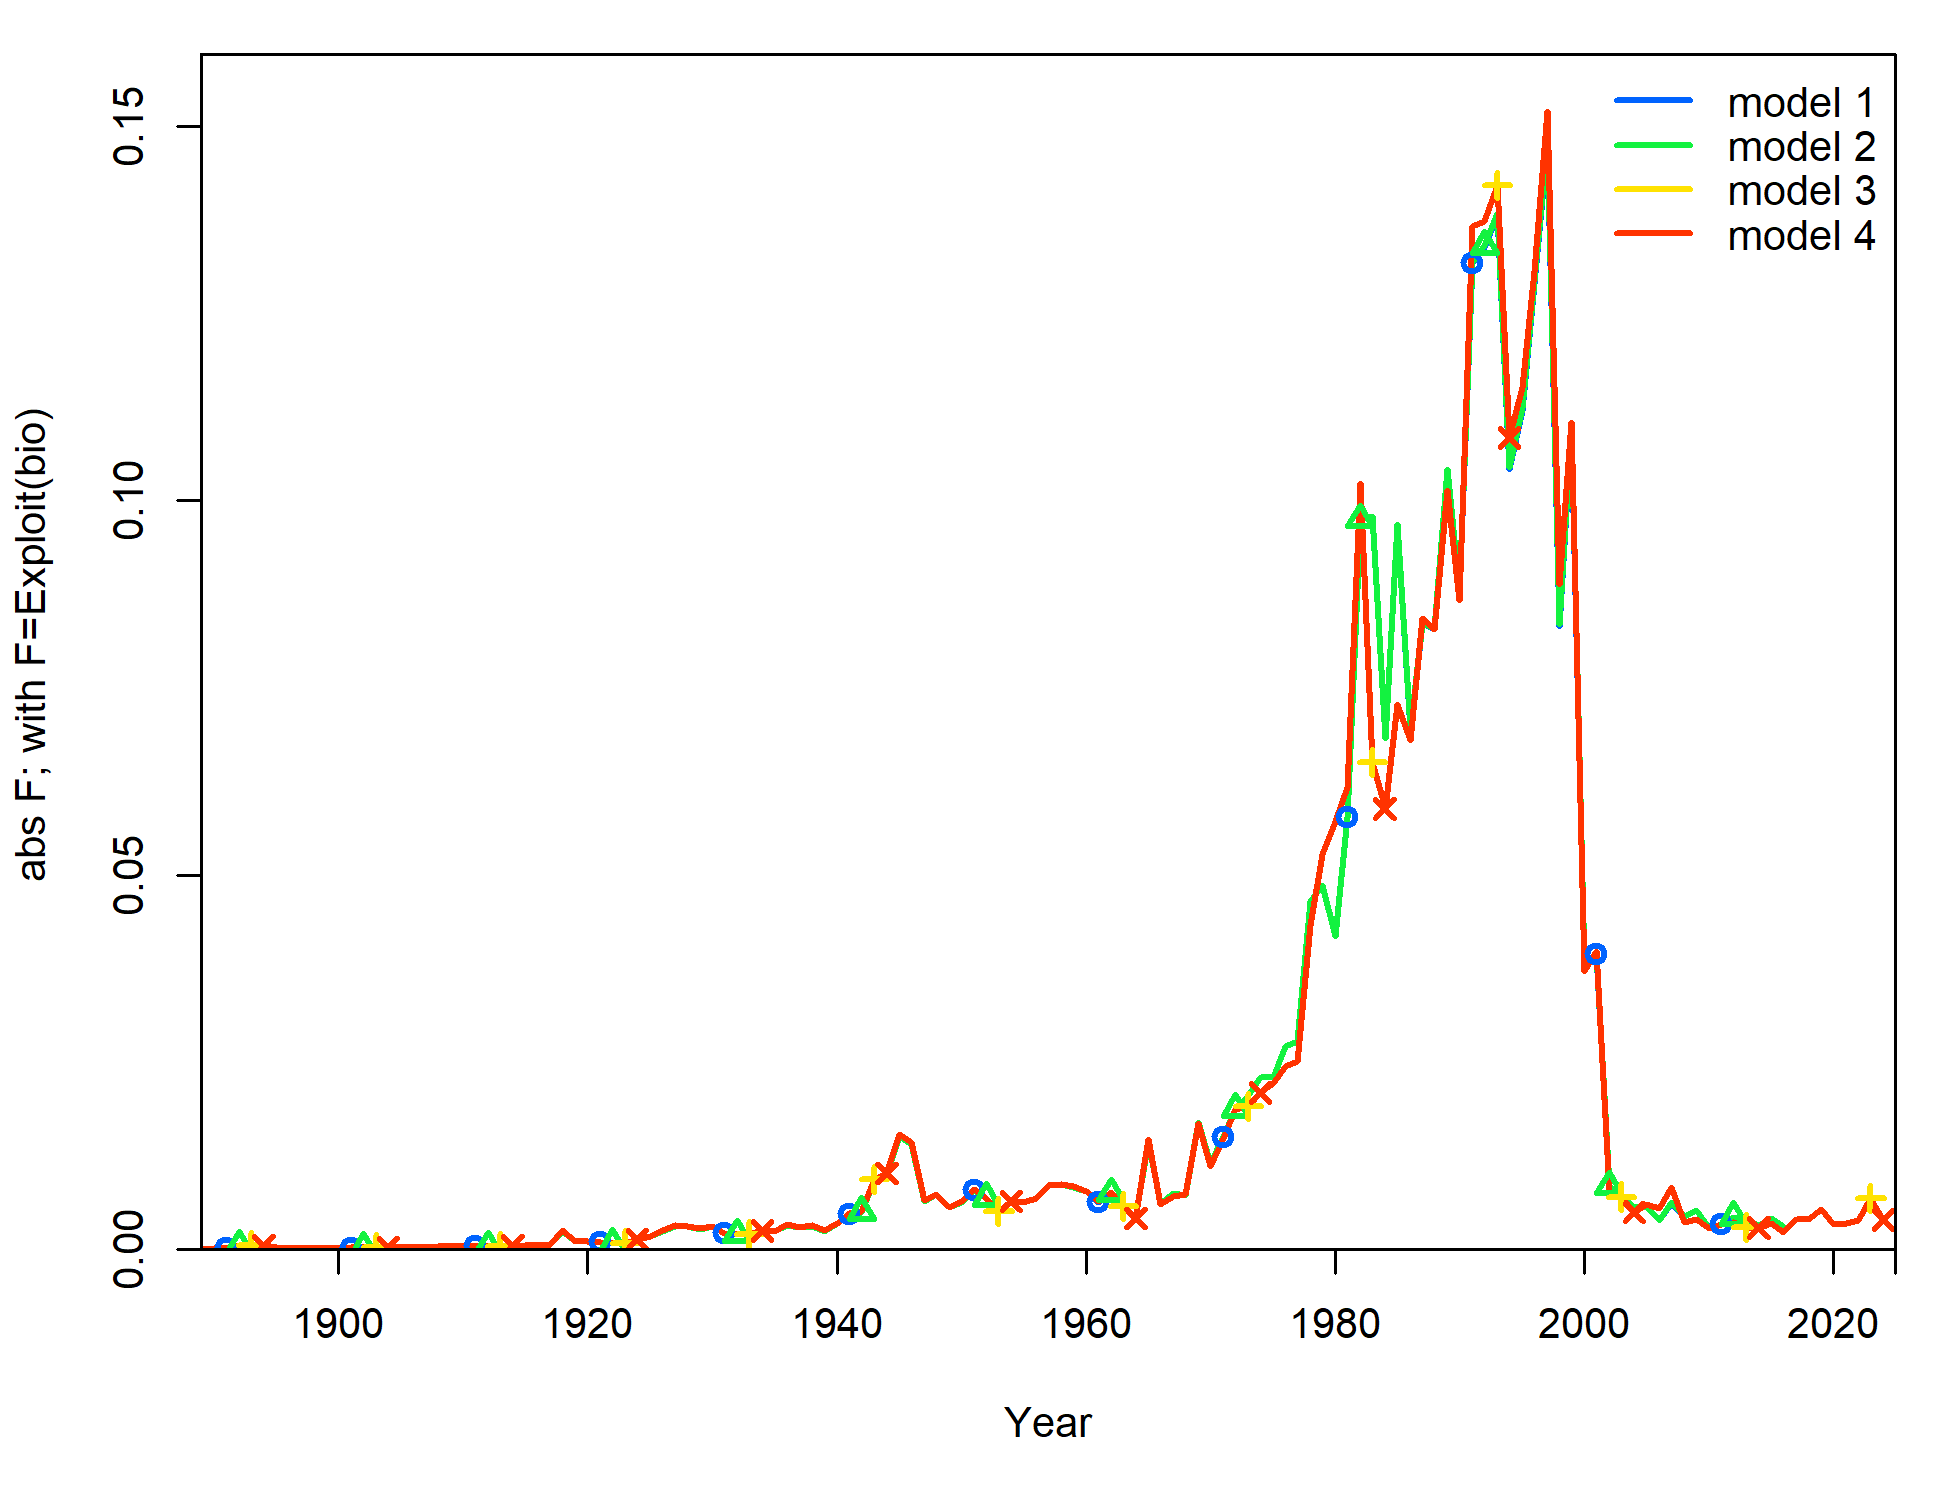 model 1
model 2
model 3
model 4
abs F; with F=Exploit(bio)
0.15
0.10
0.05
0.00
1900 1920 1940 1960 1980 2000 2020
Year